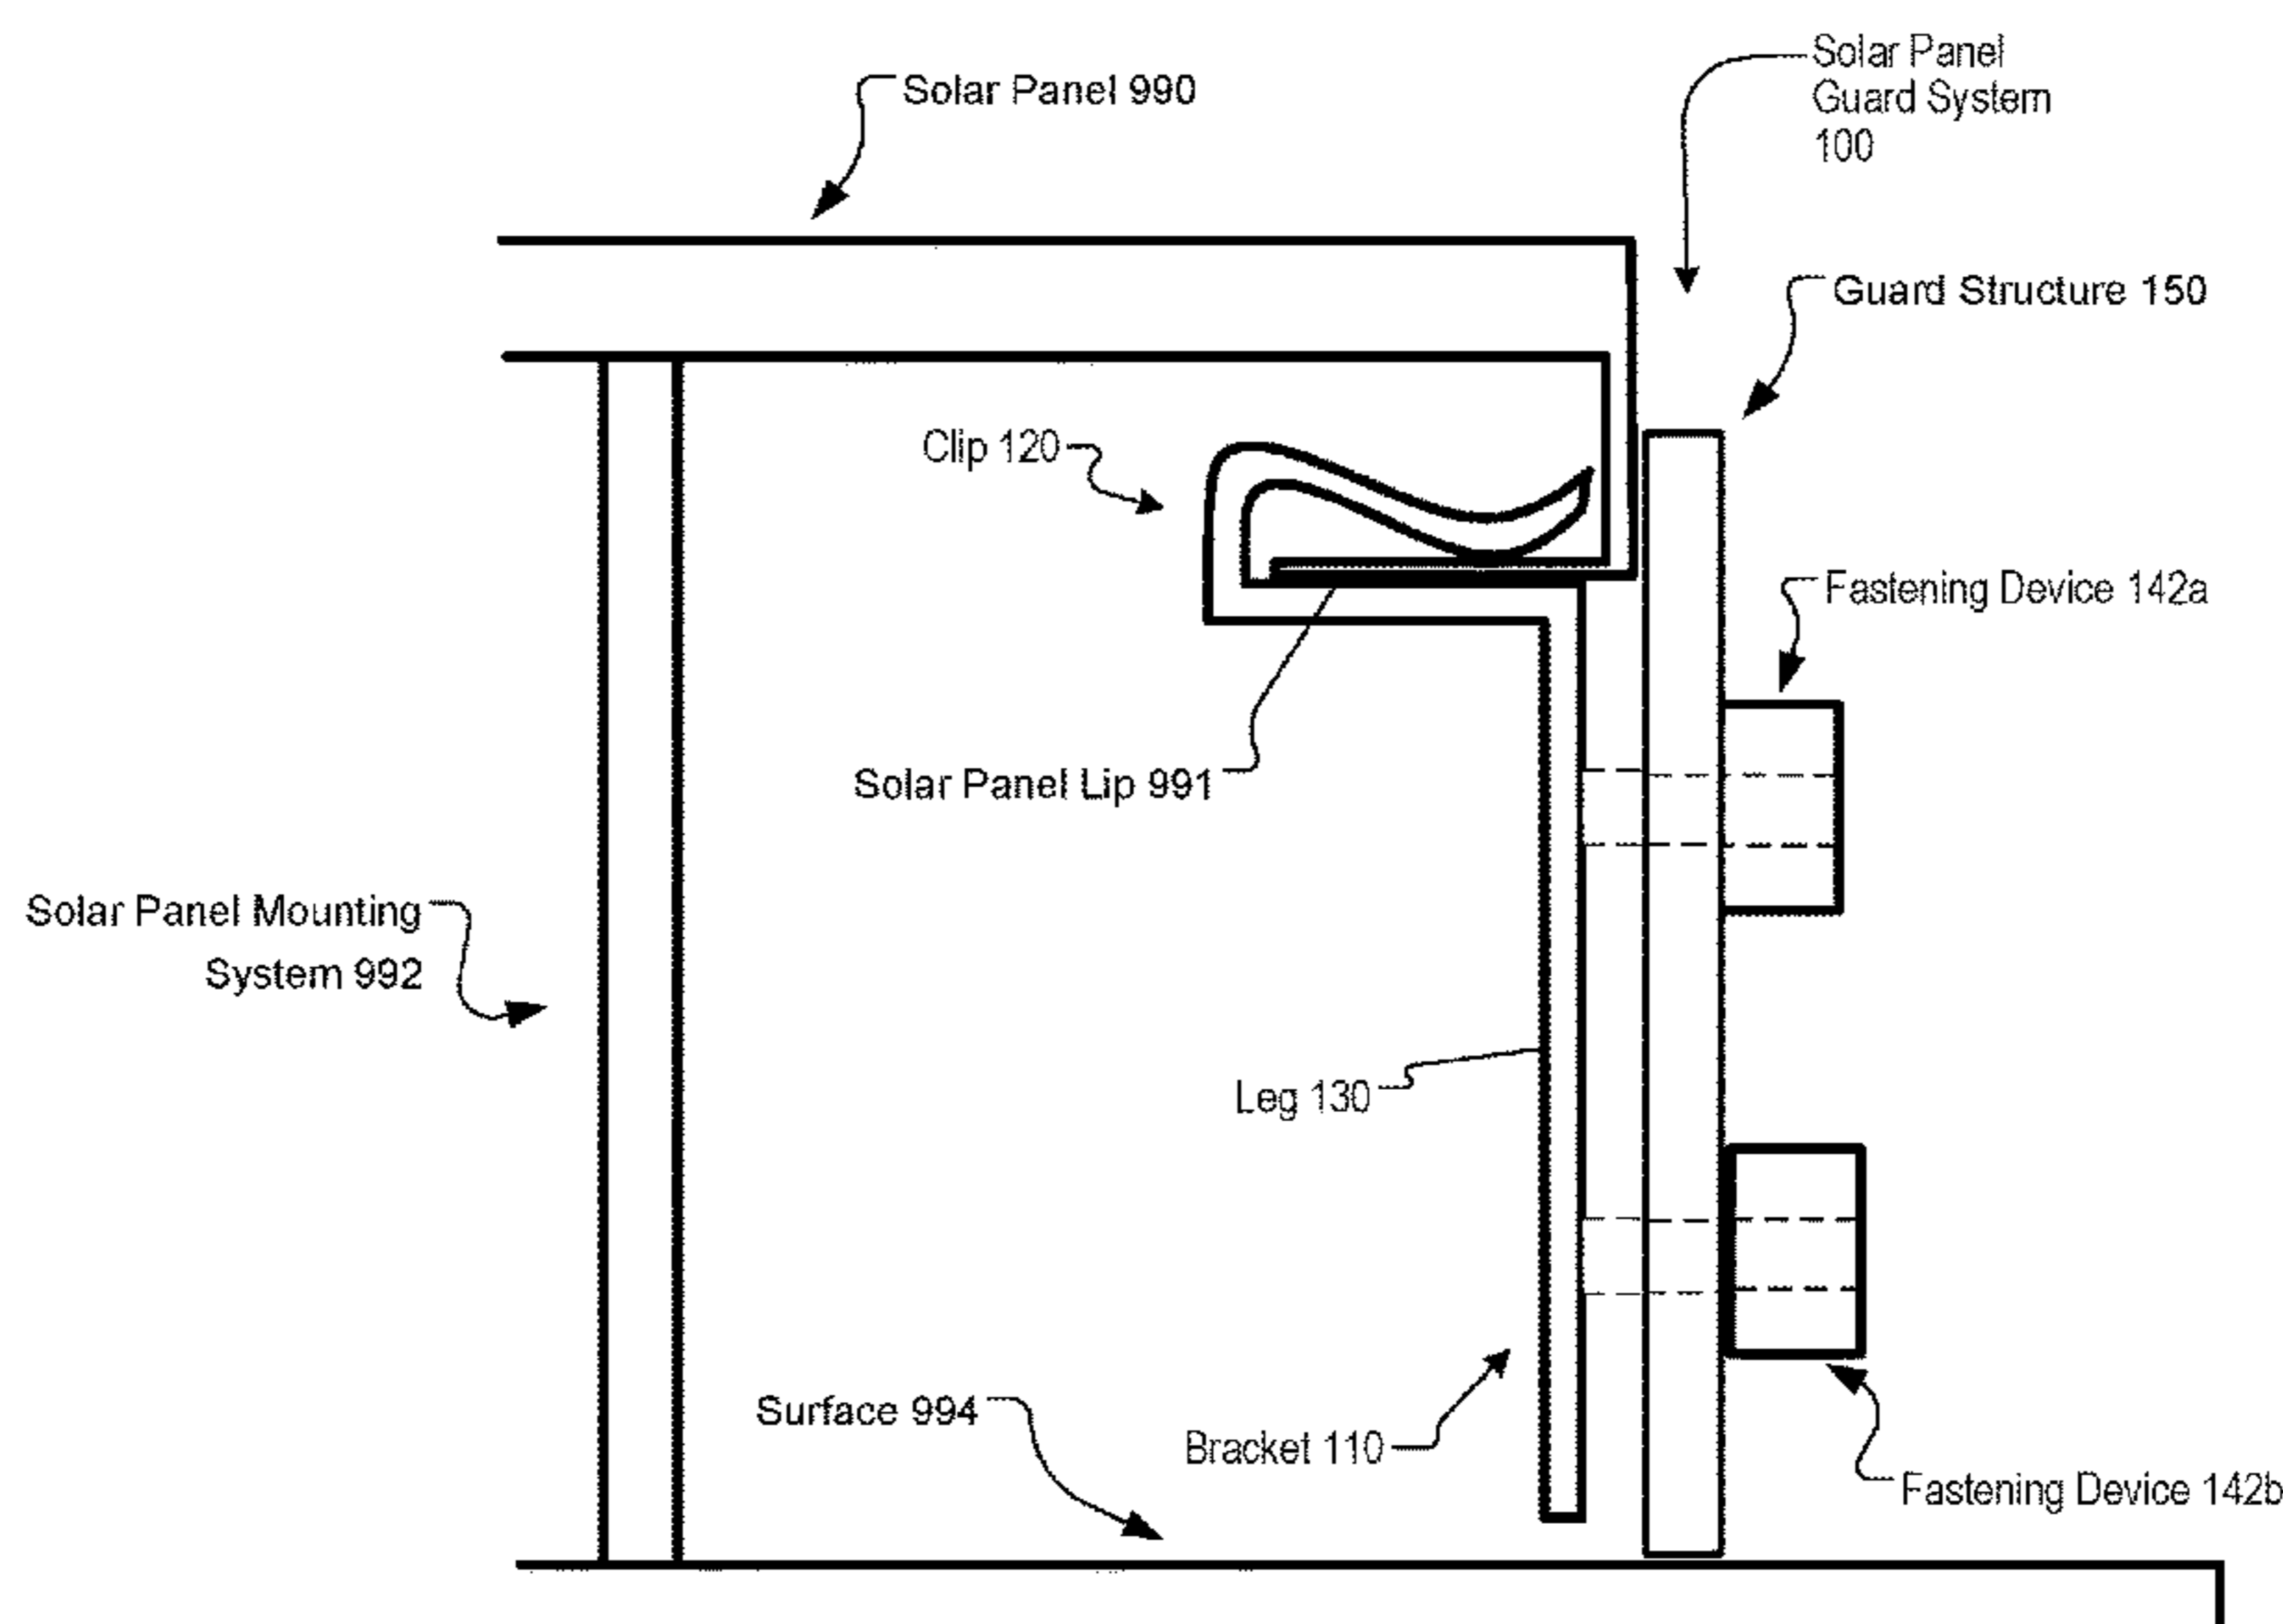 Solar Panel 990
Solar Panel
Guard System
100
Guard Structure 150
Clip 120
Fastening Device 142a
Solar Panel Lip 991
Solar Panel Mounting
System 992
Leg 130
Surface 994
Bracket 110
Fastening Device 142b